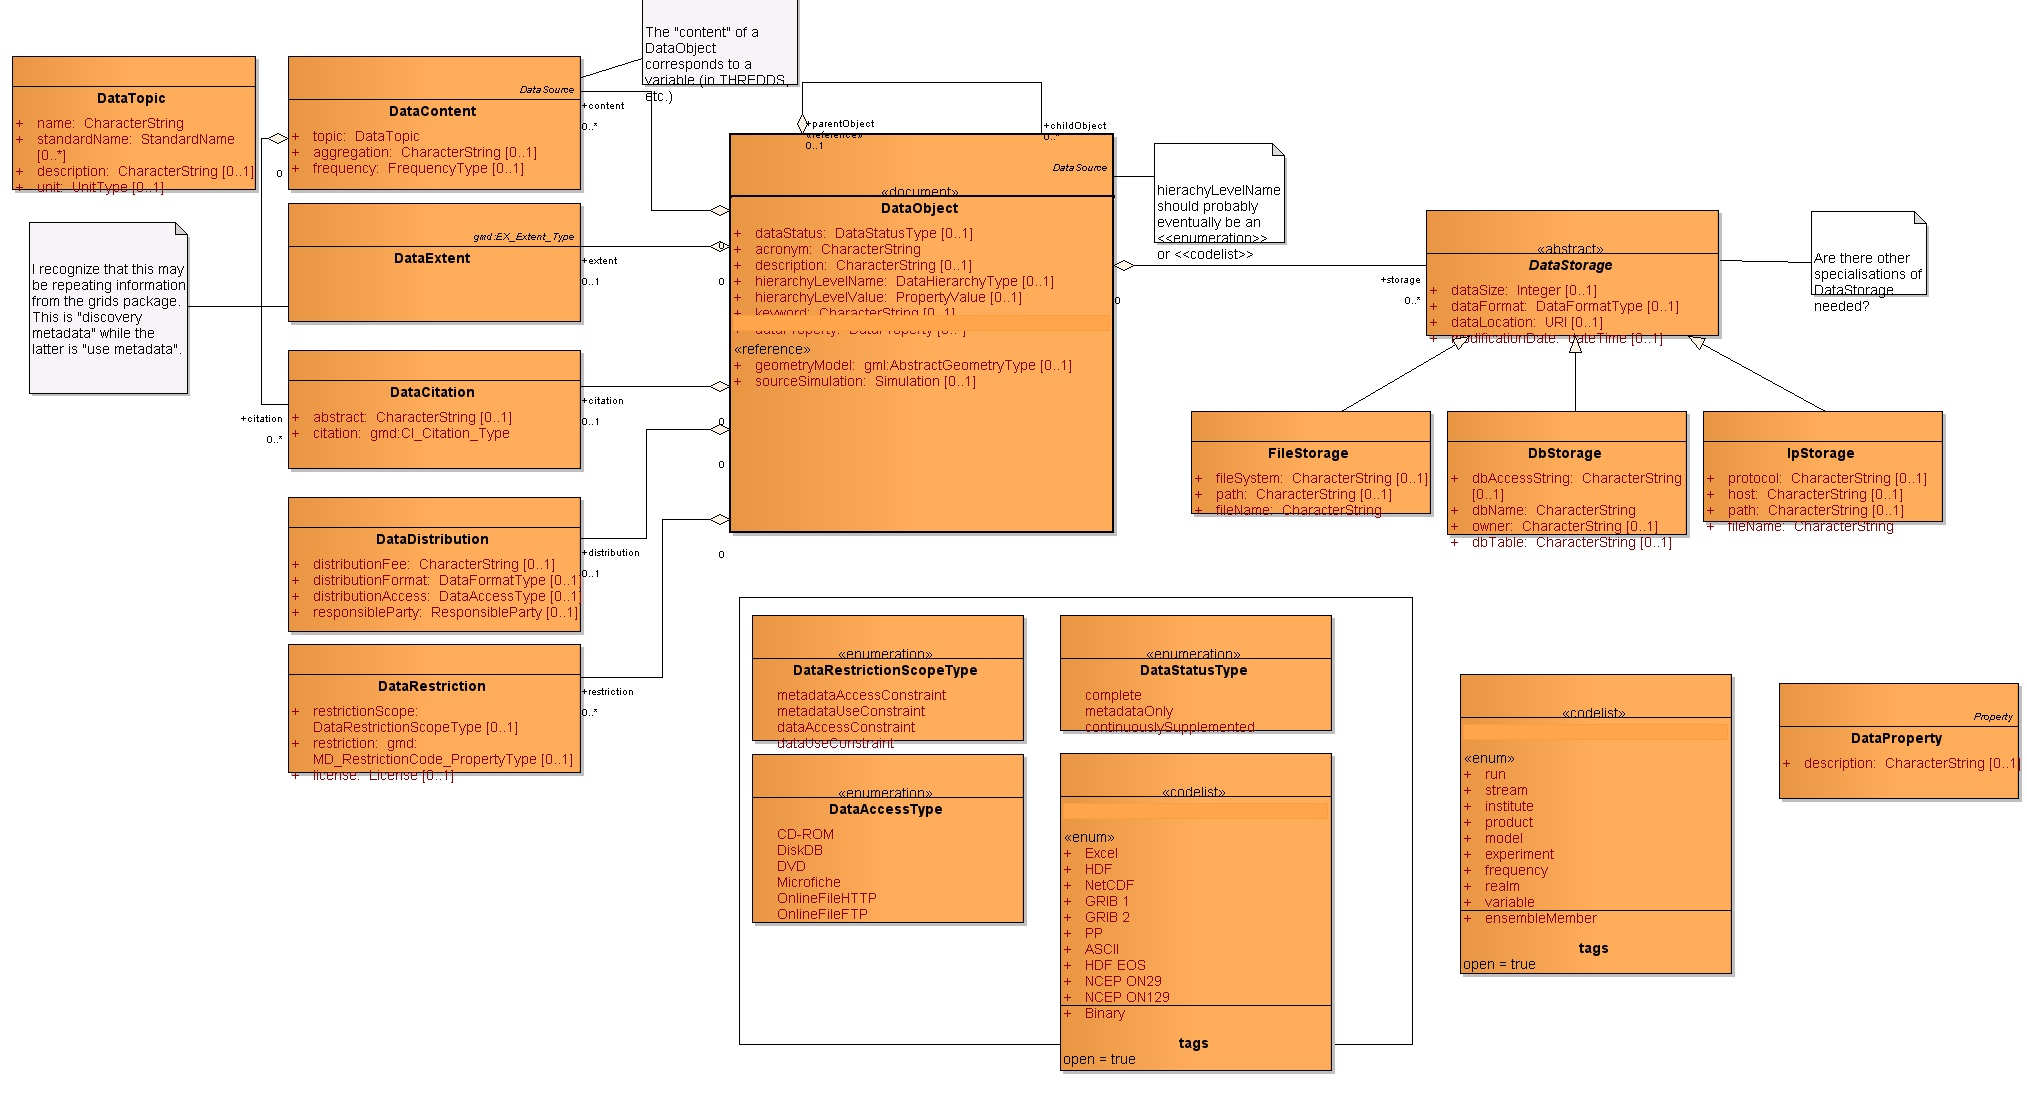 The "content" of a
DataObject
corresponds to a
variable (in THREDDS,
etc.)
DataTopic
+ name: CharacterString
+ standardName: StandardName
[0..*]
+ description: CharacterString [0..1]
+ unit: UnitType [0..1]
DataSource
DataContent
+ topic: DataTopic
+ aggregation: CharacterString [0..1]
+ frequency: FrequencyType [0..1]
+content
0..*
0
+parentObject
«reference»
0..1
+childObject
0..*
DataSource
«document»
DataObject
+ dataStatus: DataStatusType [0..1]
+ acronym: CharacterString
+ description: CharacterString [0..1]
+ hierarchyLevelName: DataHierarchyType [0..1]
+ hierarchyLevelValue: PropertyValue [0..1]
+ keyword: CharacterString [0..1]
+ dataProperty: DataProperty [0..*]
«reference»
+ geometryModel: gml:AbstractGeometryType [0..1]
+ sourceSimulation: Simulation [0..1]
hierachyLevelName
should probably
eventually be an
<<enumeration>>
or <<codelist>>
I recognize that this may
be repeating information
from the grids package.
This is "discovery
metadata" while the
latter is "use metadata".
gmd:EX_Extent_Type
DataExtent
+extent
0..1
0
0
DataCitation
+ abstract: CharacterString [0..1]
+ citation: gmd:CI_Citation_Type
+citation
0..*
+citation
0..1
0
0
DataDistribution
+ distributionFee: CharacterString [0..1]
+ distributionFormat: DataFormatType [0..1]
+ distributionAccess: DataAccessType [0..1]
+ responsibleParty: ResponsibleParty [0..1]
+distribution
0..1
0
DataRestriction
+ restrictionScope:
DataRestrictionScopeType [0..1]
+ restriction: gmd:
MD_RestrictionCode_PropertyType [0..1]
+ license: License [0..1]
+restriction
0..*
0
+storage
0..*
«abstract»
DataStorage
+ dataSize: Integer [0..1]
+ dataFormat: DataFormatType [0..1]
+ dataLocation: URI [0..1]
+ modificationDate: DateTime [0..1]
Are there other
specialisations of
DataStorage
needed?
FileStorage
+ fileSystem: CharacterString [0..1]
+ path: CharacterString [0..1]
+ fileName: CharacterString
DbStorage
+ dbAccessString: CharacterString
[0..1]
+ dbName: CharacterString
+ owner: CharacterString [0..1]
+ dbTable: CharacterString [0..1]
IpStorage
+ protocol: CharacterString [0..1]
+ host: CharacterString [0..1]
+ path: CharacterString [0..1]
+ fileName: CharacterString
«enumeration»
DataRestrictionScopeType
metadataAccessConstraint
metadataUseConstraint
dataAccessConstraint
dataUseConstraint
«enumeration»
DataStatusType
complete
metadataOnly
continuouslySupplemented
«enumeration»
DataAccessType
CD-ROM
DiskDB
DVD
Microfiche
OnlineFileHTTP
OnlineFileFTP
«codelist»
«enum»
+ Excel
+ HDF
+ NetCDF
+ GRIB 1
+ GRIB 2
+ PP
+ ASCII
+ HDF EOS
+ NCEP ON29
+ NCEP ON129
+ Binary
tags
open = true
«codelist»
«enum»
+ run
+ stream
+ institute
+ product
+ model
+ experiment
+ frequency
+ realm
+ variable
+ ensembleMember
tags
open = true
Property
DataProperty
+ description: CharacterString [0..1]